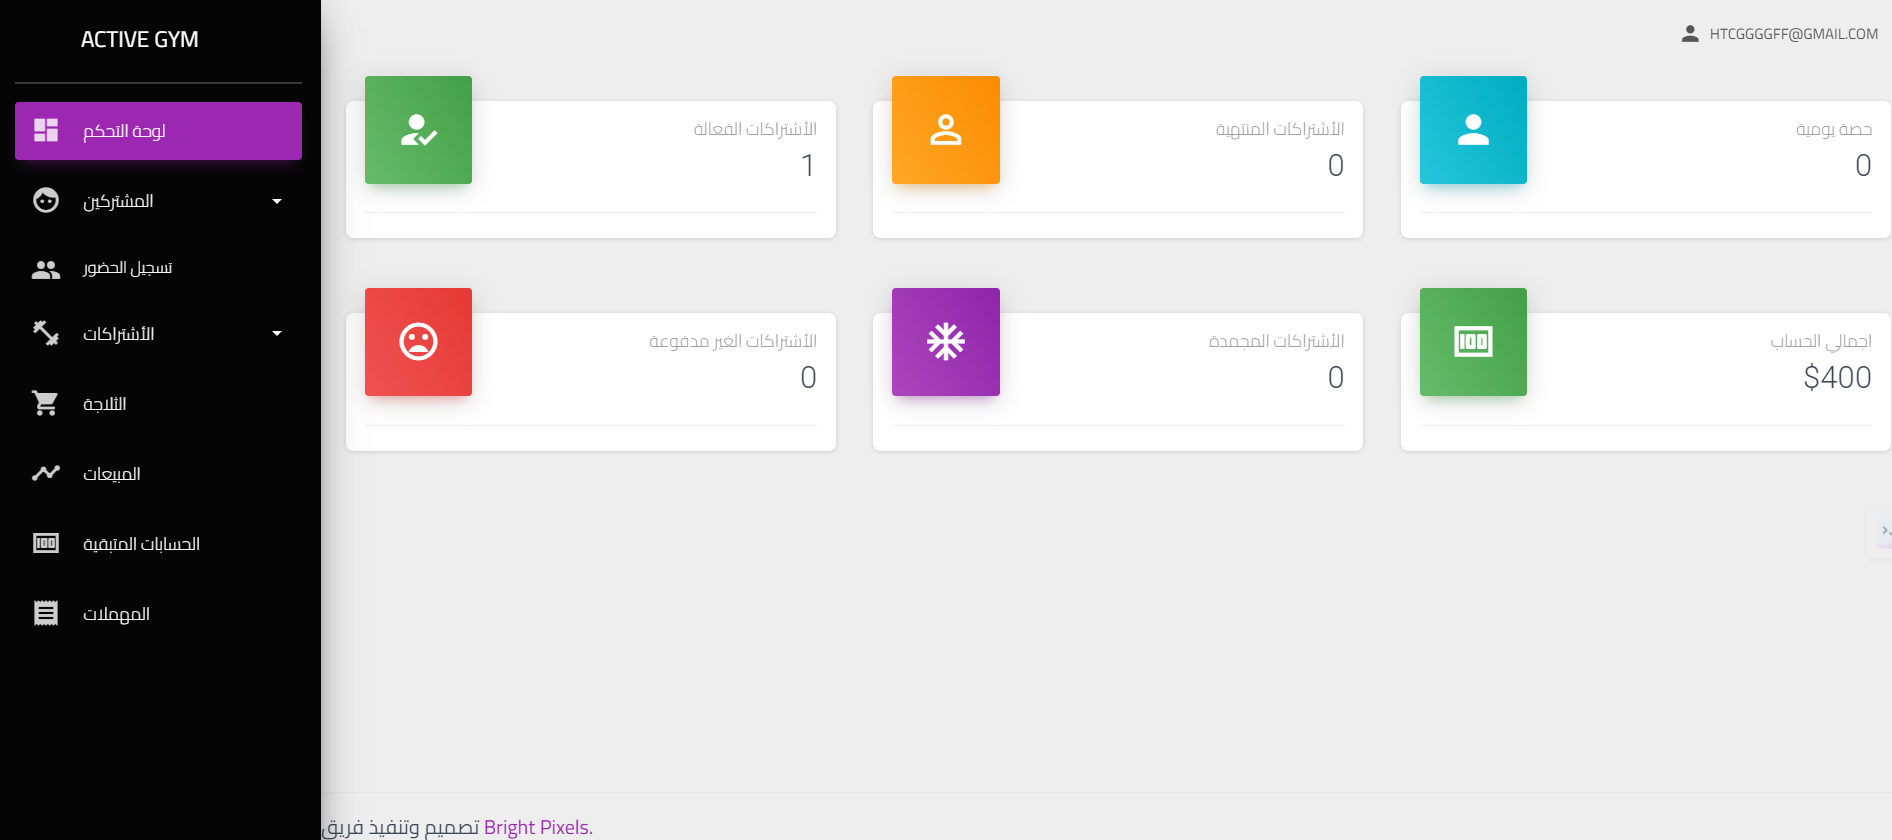 ACTIVE GYM
لوحة التحكم
المشتركين
تسجيل الحضور
الأشتراكات
الثلاجة
المبيعات
الحسابات المتبقية
المهملات
HTCGGGGFF@GMAIL.COM
الأشتراكات الفعالة
1
الأشتراكات المنتهية
0
حصة يومية
0
الأشتراكات الغير مدفوعة
0
الأشتراكات المجمدة
0
اجمالي الحساب
$400
تصميم وتنفيذ فريق Bright Pixels.